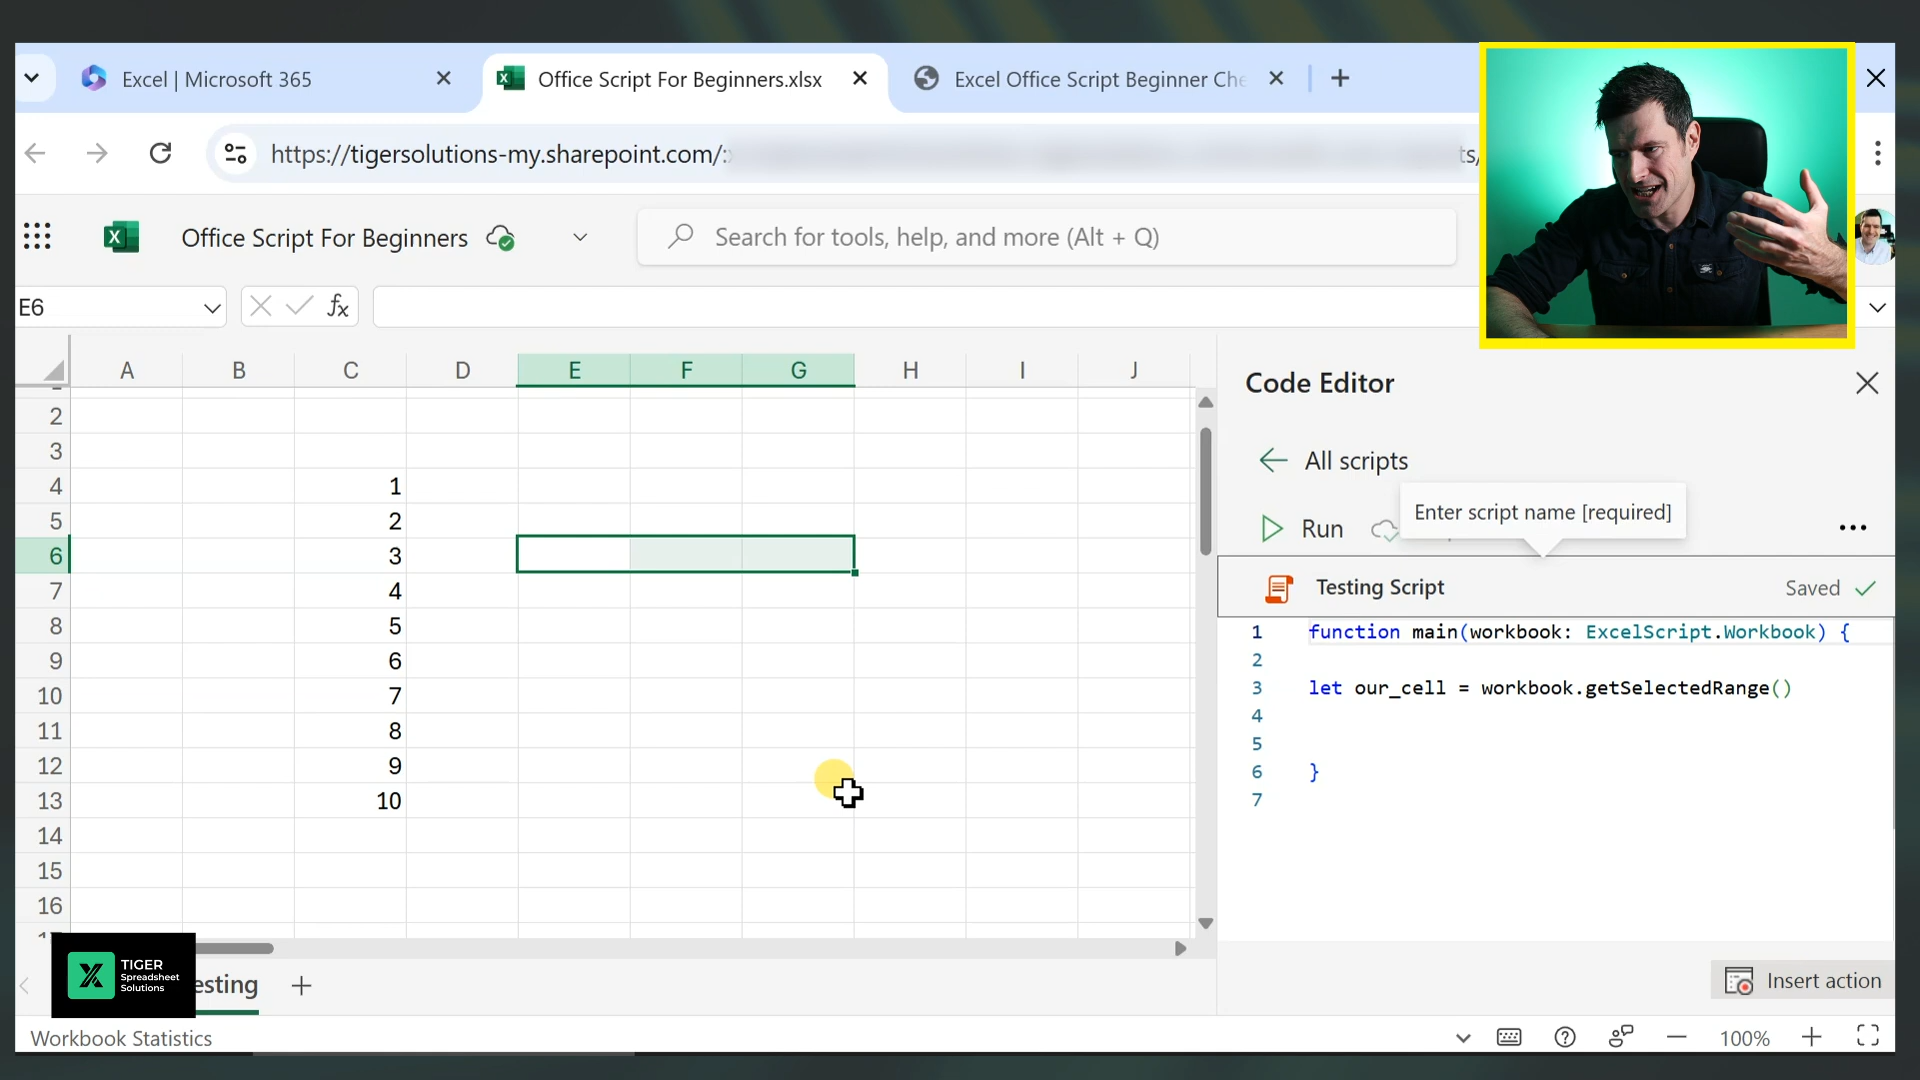 Excel | Microsoft 365
Office Script For Beginners.xlsx
Excel Office Script Beginner Che
https://tigersolutions-my.sharepoint.com/:
ts/
Office Script For Beginners
Search for tools, help, and more (Alt + Q)
E6
fx
A B C D E F G H I J
2
3
4 1
5 2
6 3
7 4
8 5
9 6
10 7
11 8
12 9
13 10
14
15
16
Code Editor
All scripts
Enter script name [required]
Run
Testing Script
Saved
1 function main(workbook: ExcelScript.Workbook) {
2
3 let our_cell = workbook.getSelectedRange()
4
5
6 }
7
Insert action
TIGER
Spreadsheet
Solutions
esting
Workbook Statistics
100%